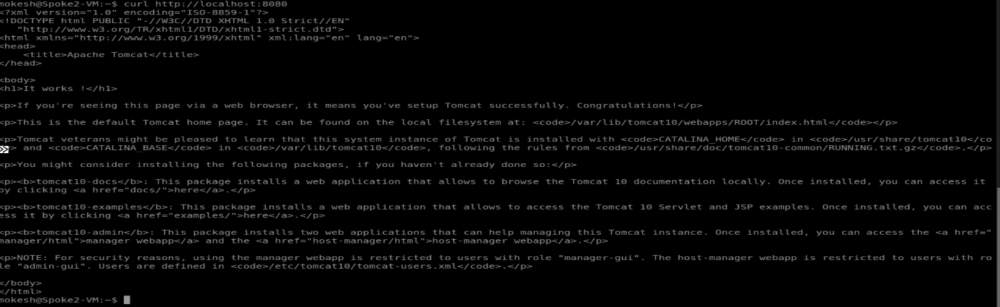 mokesh@Spoke2-VM:~$ curl http://localhost:8080
<?xml version="1.0" encoding="ISO-8859-1"?>
<!DOCTYPE html PUBLIC "-//W3C//DTD XHTML 1.0 Strict//EN"
    "http://www.w3.org/TR/xhtml1/DTD/xhtml1-strict.dtd">
<html xmlns="http://www.w3.org/1999/xhtml" xml:lang="en" lang="en">
<head>
    <title>Apache Tomcat</title>
</head>

<body>
<h1>It works !</h1>

<p>If you're seeing this page via a web browser, it means you've setup Tomcat successfully. Congratulations!</p>

<p>This is the default Tomcat home page. It can be found on the local filesystem at: <code>/var/lib/tomcat10/webapps/ROOT/index.html</code></p>

<p>Tomcat veterans might be pleased to learn that this system instance of Tomcat is installed with <code>CATALINA_HOME</code> in <code>/usr/share/tomcat10</co
> and <code>CATALINA_BASE</code> in <code>/var/lib/tomcat10</code>, following the rules from <code>/usr/share/doc/tomcat10-common/RUNNING.txt.gz</code>.</p>

<p>You might consider installing the following packages, if you haven't already done so:</p>

<p><b>tomcat10-docs</b>: This package installs a web application that allows to browse the Tomcat 10 documentation locally. Once installed, you can access it
by clicking <a href="docs/">here</a>.</p>

<p><b>tomcat10-examples</b>: This package installs a web application that allows to access the Tomcat 10 Servlet and JSP examples. Once installed, you can acc
ess it by clicking <a href="examples/">here</a>.</p>

<p><b>tomcat10-admin</b>: This package installs two web applications that can help managing this Tomcat instance. Once installed, you can access the <a href="
manager/html">manager webapp</a> and the <a href="host-manager/html">host-manager webapp</a>.</p>

<p>NOTE: For security reasons, using the manager webapp is restricted to users with role "manager-gui". The host-manager webapp is restricted to users with ro
le "admin-gui". Users are defined in <code>/etc/tomcat10/tomcat-users.xml</code>.</p>

</body>
</html>
mokesh@Spoke2-VM:~$